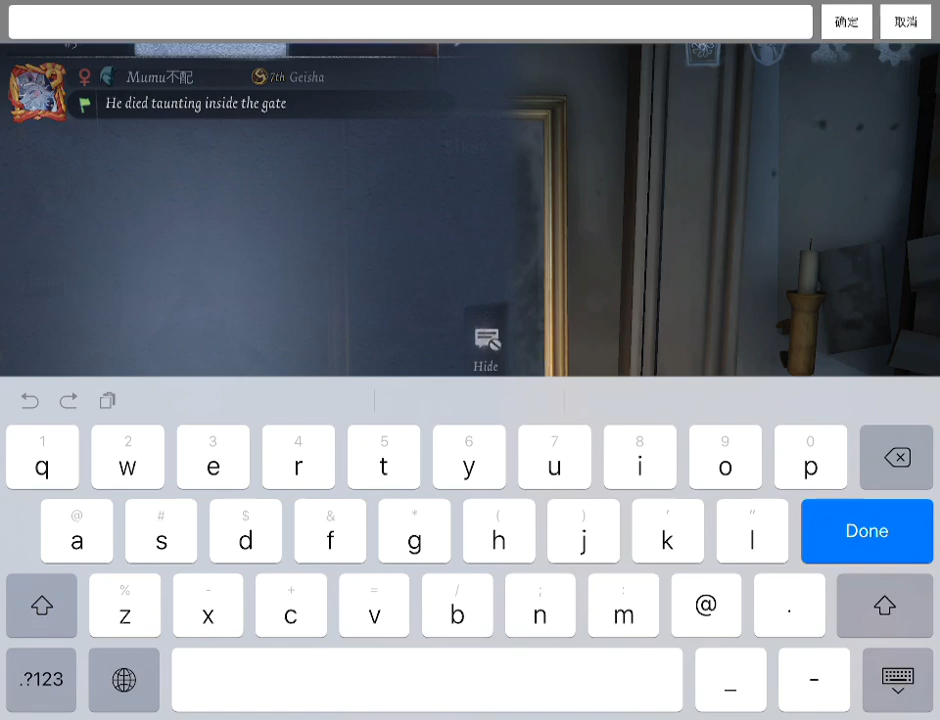 确定 取消
Mumu不配 7th Geisha
He died taunting inside the gate
Hide
1 2 3 4 5 6 7 8 9 0
q w e r t y u i o p
@ # $ & * ( ) ' "
a s d f g h j k l Done
% - + = / ; :
z x c v b n m @ .
.?123 _ -